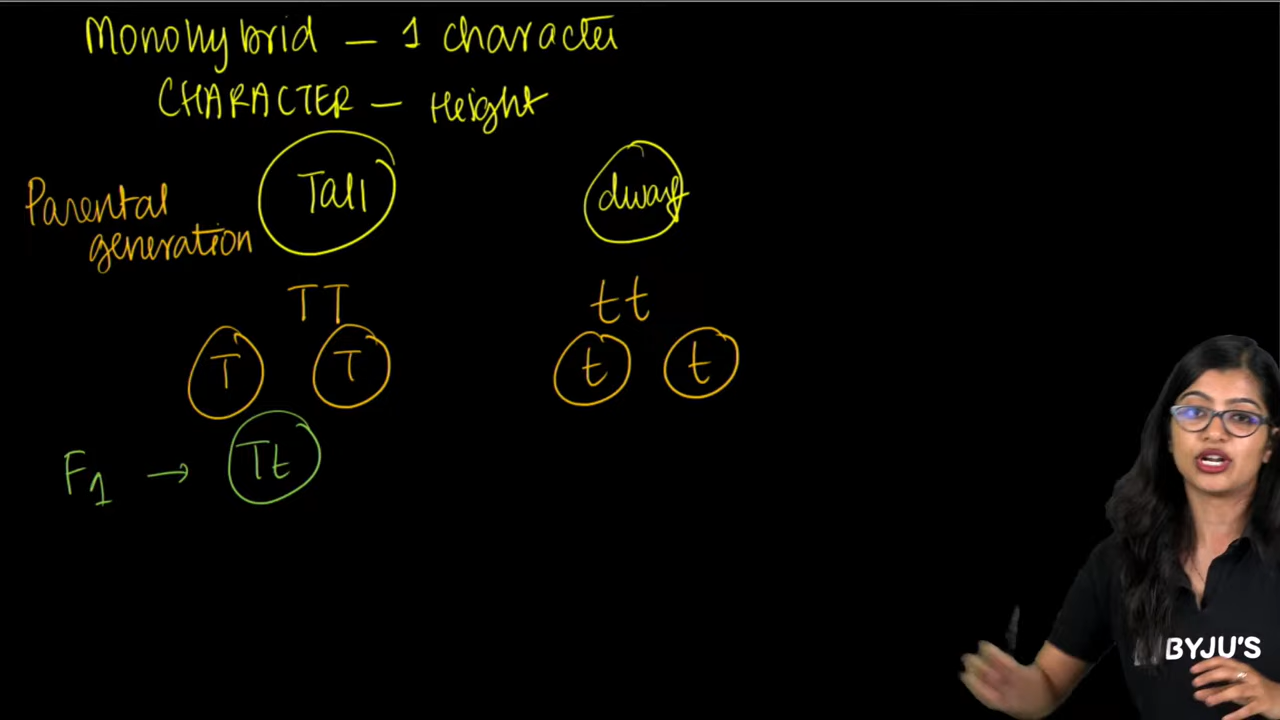 Monohybrid – 1 character
CHARACTER – Height
Parental generation
Tall
dwarf
TT
tt
T
T
t
t
F1 → Tt
BYJU'S